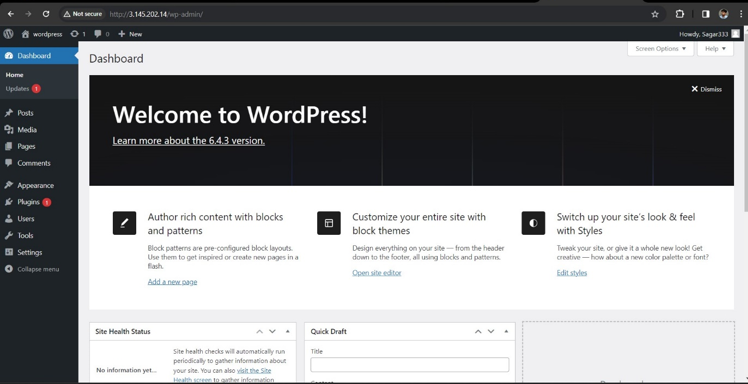 Not secure
http://3.145.202.14/wp-admin/
wordpress
1
0
New
Howdy, Sagar333
Dashboard
Home
Updates 1
Posts
Media
Pages
Comments
Appearance
Plugins 1
Users
Tools
Settings
Collapse menu
Screen Options
Help
Dashboard
Dismiss
Welcome to WordPress!
Learn more about the 6.4.3 version.
Author rich content with blocks
and patterns
Block patterns are pre-configured block layouts.
Use them to get inspired or create new pages in a
flash.
Add a new page
Customize your entire site with
block themes
Design everything on your site — from the header
down to the footer, all using blocks and patterns.
Open site editor
Switch up your site's look & feel
with Styles
Tweak your site, or give it a whole new look! Get
creative — how about a new color palette or font?
Edit styles
Site Health Status
No information yet...
Site health checks will automatically run
periodically to gather information about
your site. You can also visit the Site
Health screen to gather information
Quick Draft
Title